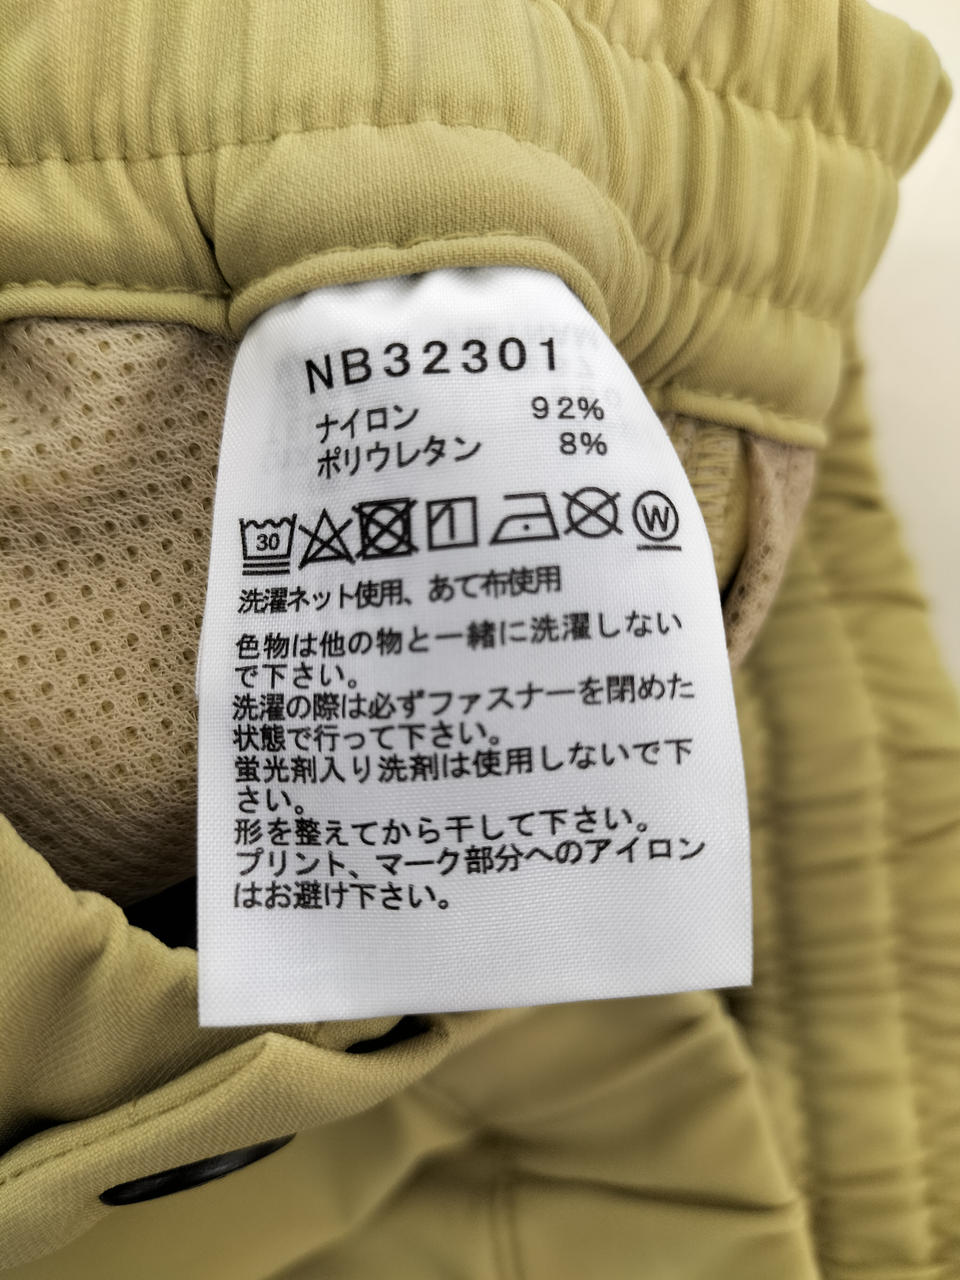 NB32301
ナイロン 92%
ポリウレタン 8%
30 W
洗濯ネット使用、あて布使用
色物は他の物と一緒に洗濯しない
で下さい。
洗濯の際は必ずファスナーを閉めた
状態で行って下さい。
蛍光剤入り洗剤は使用しないで下
さい。
形を整えてから干して下さい。
プリント、マーク部分へのアイロン
はお避け下さい。